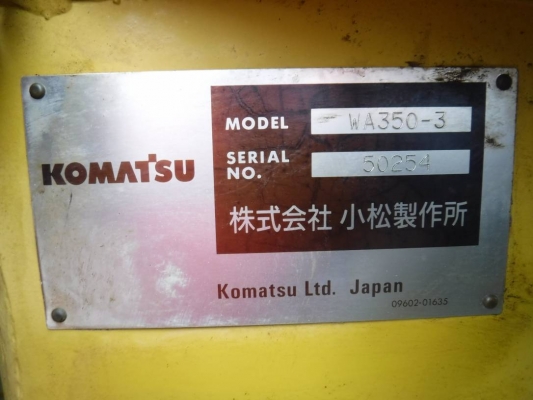 KOMATSU
MODEL WA350-3
SERIAL NO. 50254
株式会社 小松製作所
Komatsu Ltd. Japan
09602-01635